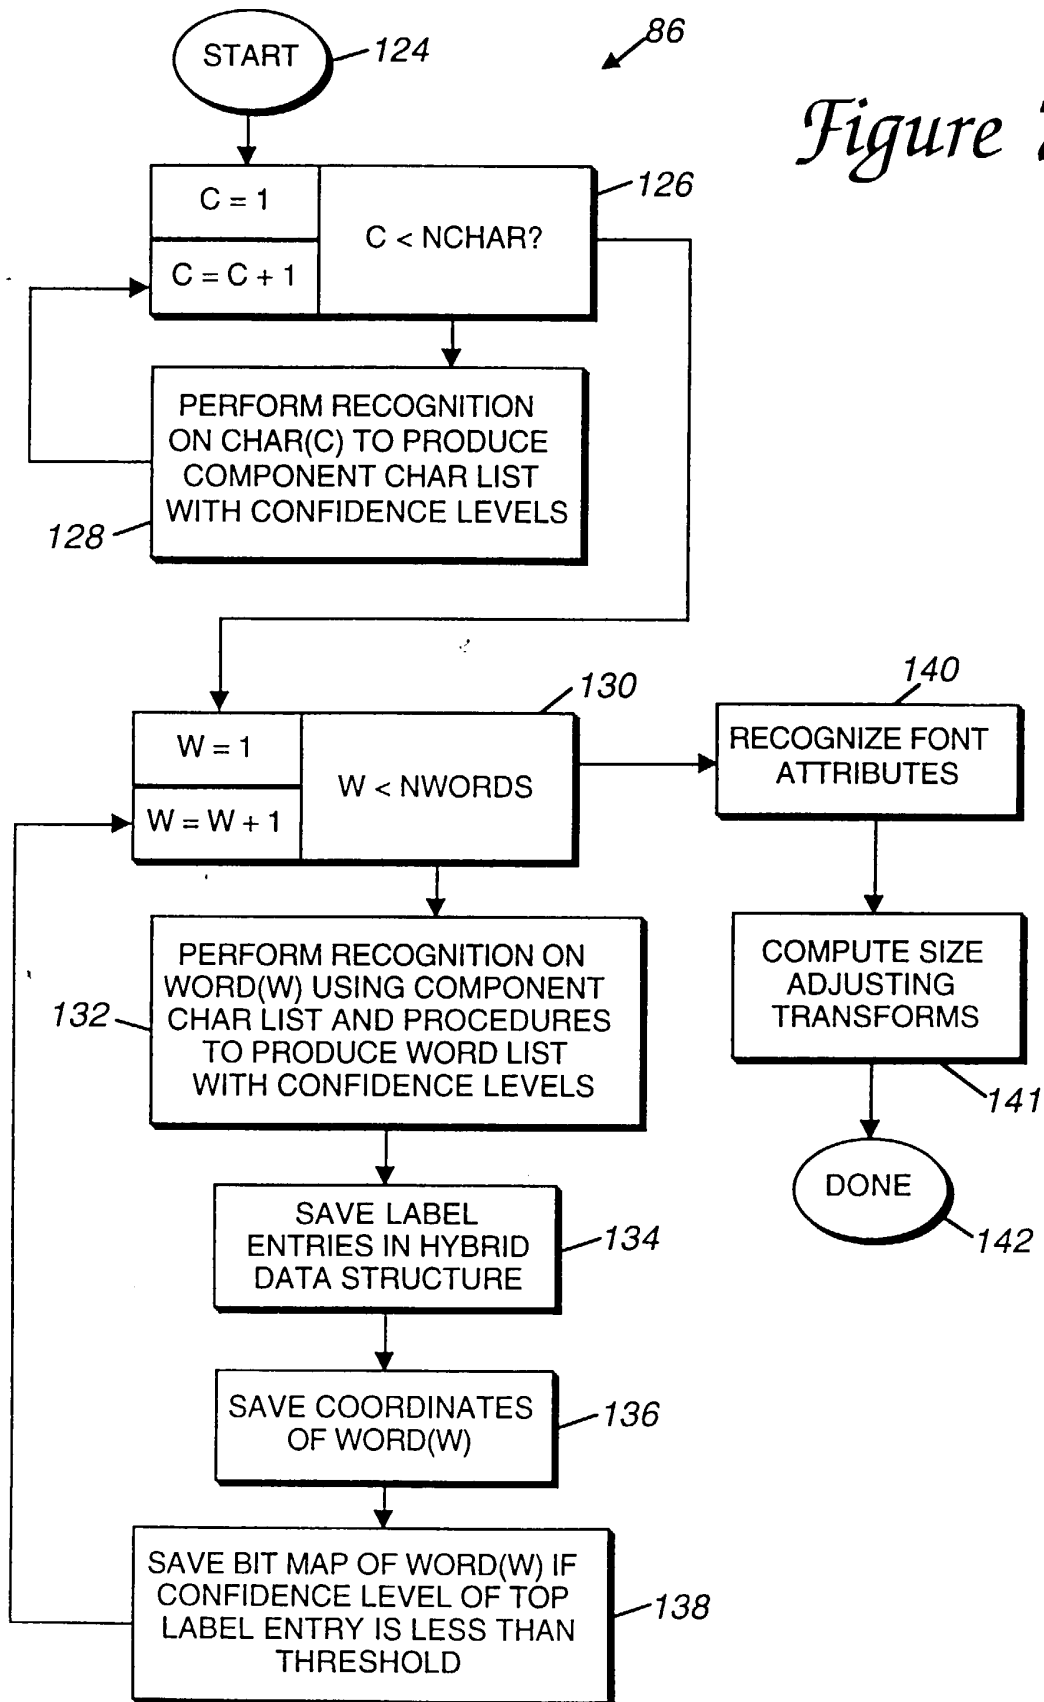 START
124
86
Figure
C = 1
C = C + 1
C < NCHAR?
126
PERFORM RECOGNITION
ON CHAR(C) TO PRODUCE
COMPONENT CHAR LIST
WITH CONFIDENCE LEVELS
128
W = 1
W = W + 1
W < NWORDS
130
140
RECOGNIZE FONT
ATTRIBUTES
PERFORM RECOGNITION ON
WORD(W) USING COMPONENT
CHAR LIST AND PROCEDURES
TO PRODUCE WORD LIST
WITH CONFIDENCE LEVELS
132
COMPUTE SIZE
ADJUSTING
TRANSFORMS
141
DONE
142
SAVE LABEL
ENTRIES IN HYBRID
DATA STRUCTURE
134
SAVE COORDINATES
OF WORD(W)
136
SAVE BIT MAP OF WORD(W) IF
CONFIDENCE LEVEL OF TOP
LABEL ENTRY IS LESS THAN
THRESHOLD
138